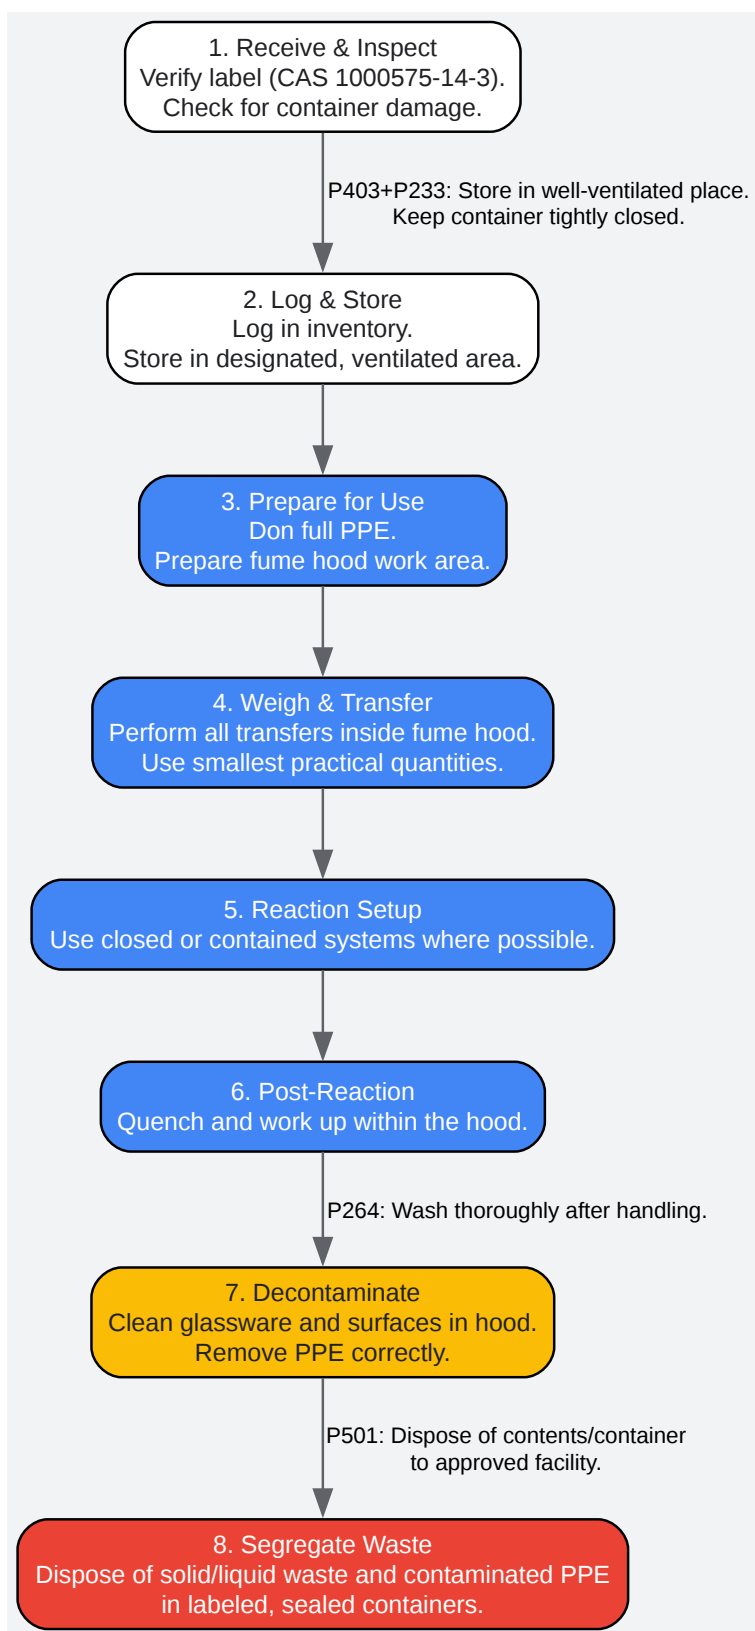 1. Receive & Inspect
Verify label (CAS 1000575-14-3).
Check for container damage.
P403+P233: Store in well-ventilated place.
Keep container tightly closed.
2. Log & Store
Log in inventory.
Store in designated, ventilated area.
3. Prepare for Use
Don full PPE.
Prepare fume hood work area.
4. Weigh & Transfer
Perform all transfers inside fume hood.
Use smallest practical quantities.
5. Reaction Setup
Use closed or contained systems where possible.
6. Post-Reaction
Quench and work up within the hood.
P264: Wash thoroughly after handling.
7. Decontaminate
Clean glassware and surfaces in hood.
Remove PPE correctly.
P501: Dispose of contents/container
to approved facility.
8. Segregate Waste
Dispose of solid/liquid waste and contaminated PPE
in labeled, sealed containers.